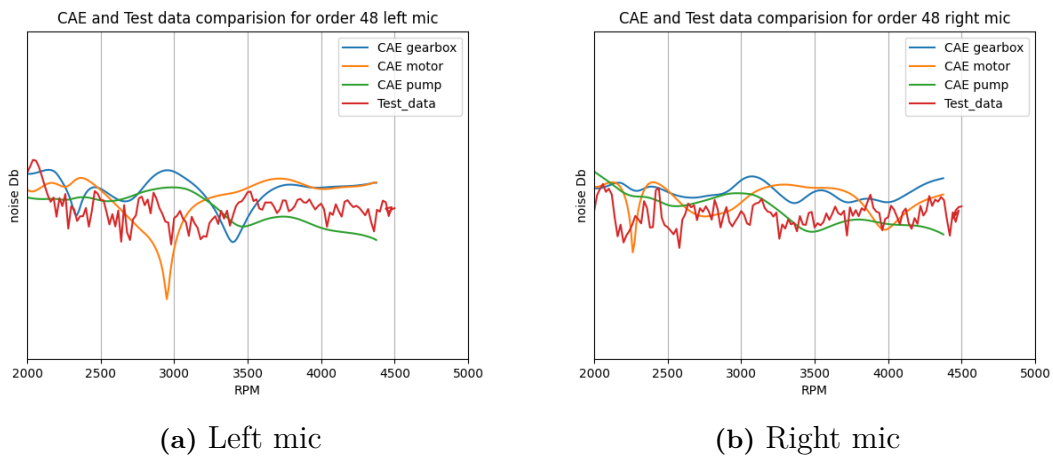 CAE and Test data comparision for order 48 left mic
CAE gearbox
CAE motor
CAE pump
Test_data
noise Db
2000 2500 3000 3500 4000 4500 5000
RPM
(a) Left mic
CAE and Test data comparision for order 48 right mic
CAE gearbox
CAE motor
CAE pump
Test_data
noise Db
2000 2500 3000 3500 4000 4500 5000
RPM
(b) Right mic